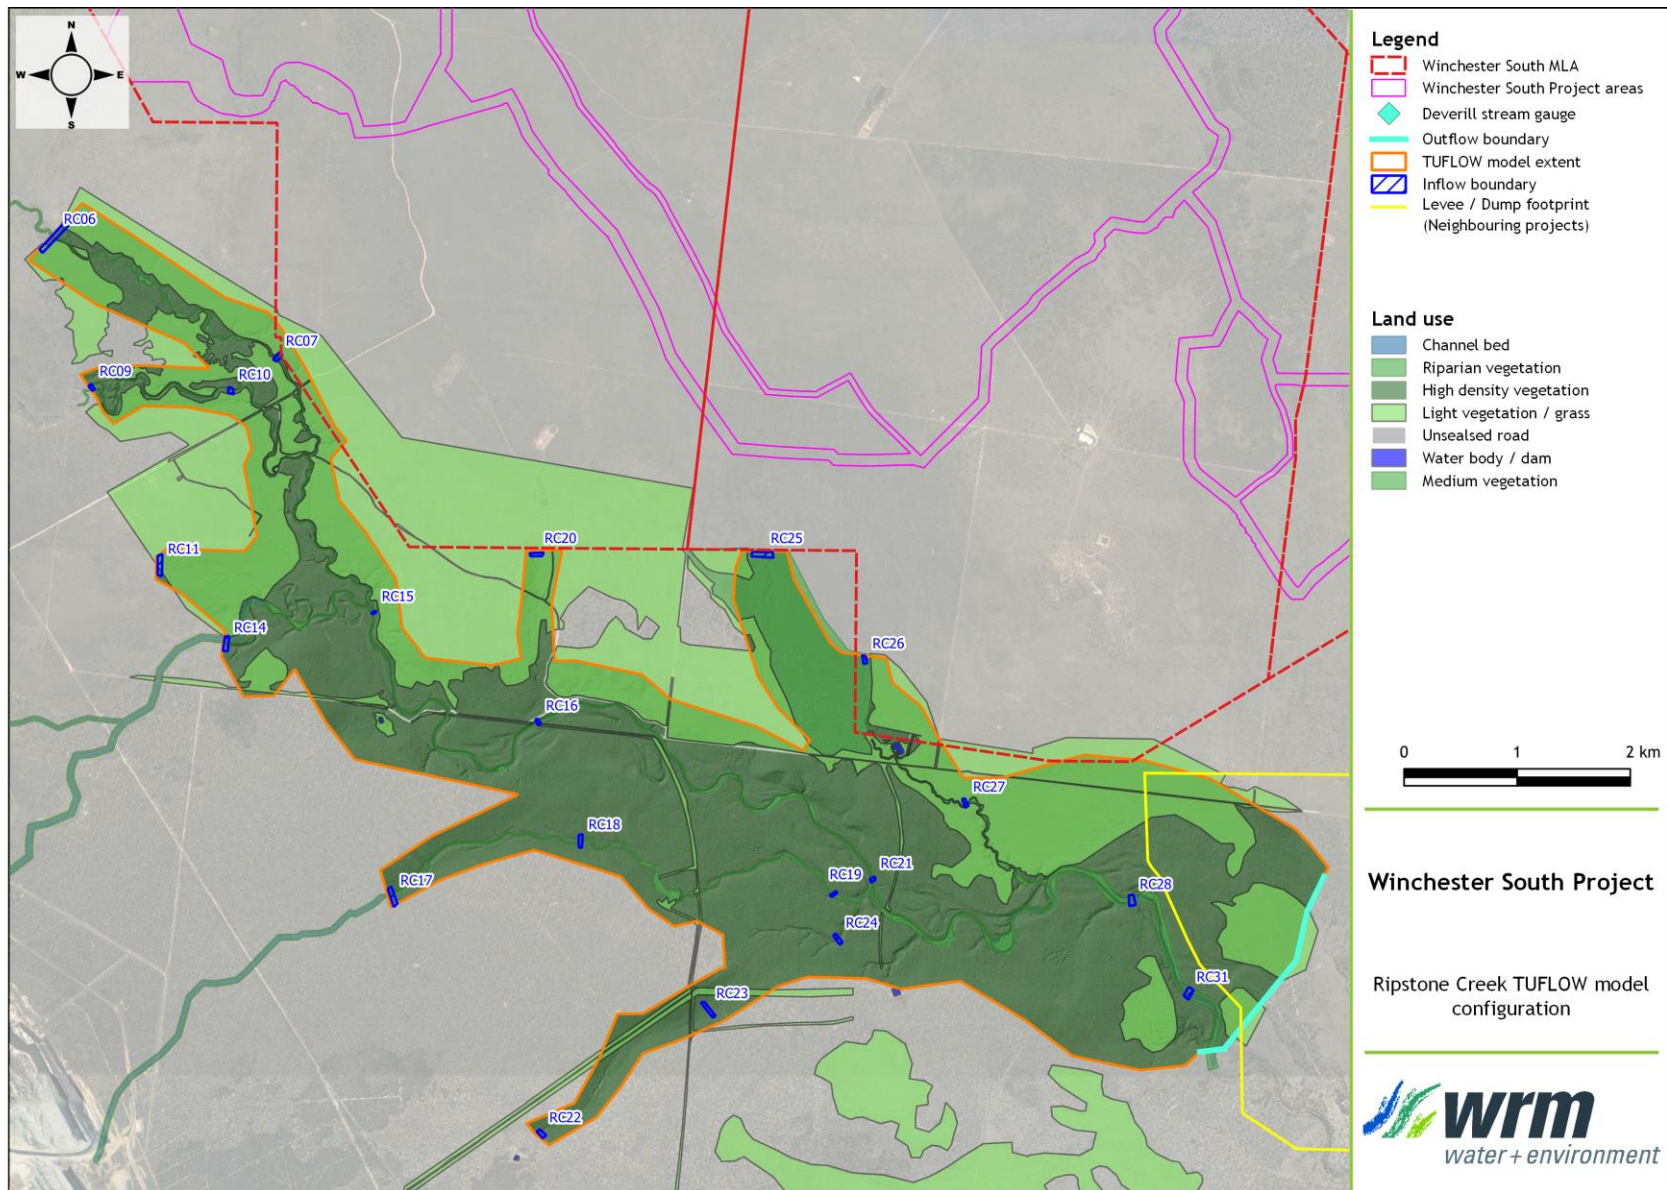 N
W
E
S
RC06
RC07
RC09
RC10
RC11
RC14
RC15
RC20
RC25
RC26
RC16
RC27
RC18
RC17
RC19
RC21
RC28
RC24
RC31
RC23
RC22
Legend
Winchester South MLA
Winchester South Project areas
Deverill stream gauge
Outflow boundary
TUFLOW model extent
Inflow boundary
Levee / Dump footprint
(Neighbouring projects)
Land use
Channel bed
Riparian vegetation
High density vegetation
Light vegetation / grass
Unsealsed road
Water body / dam
Medium vegetation
0 1 2 km
Winchester South Project
Ripstone Creek TUFLOW model
configuration
wrm
water + environment